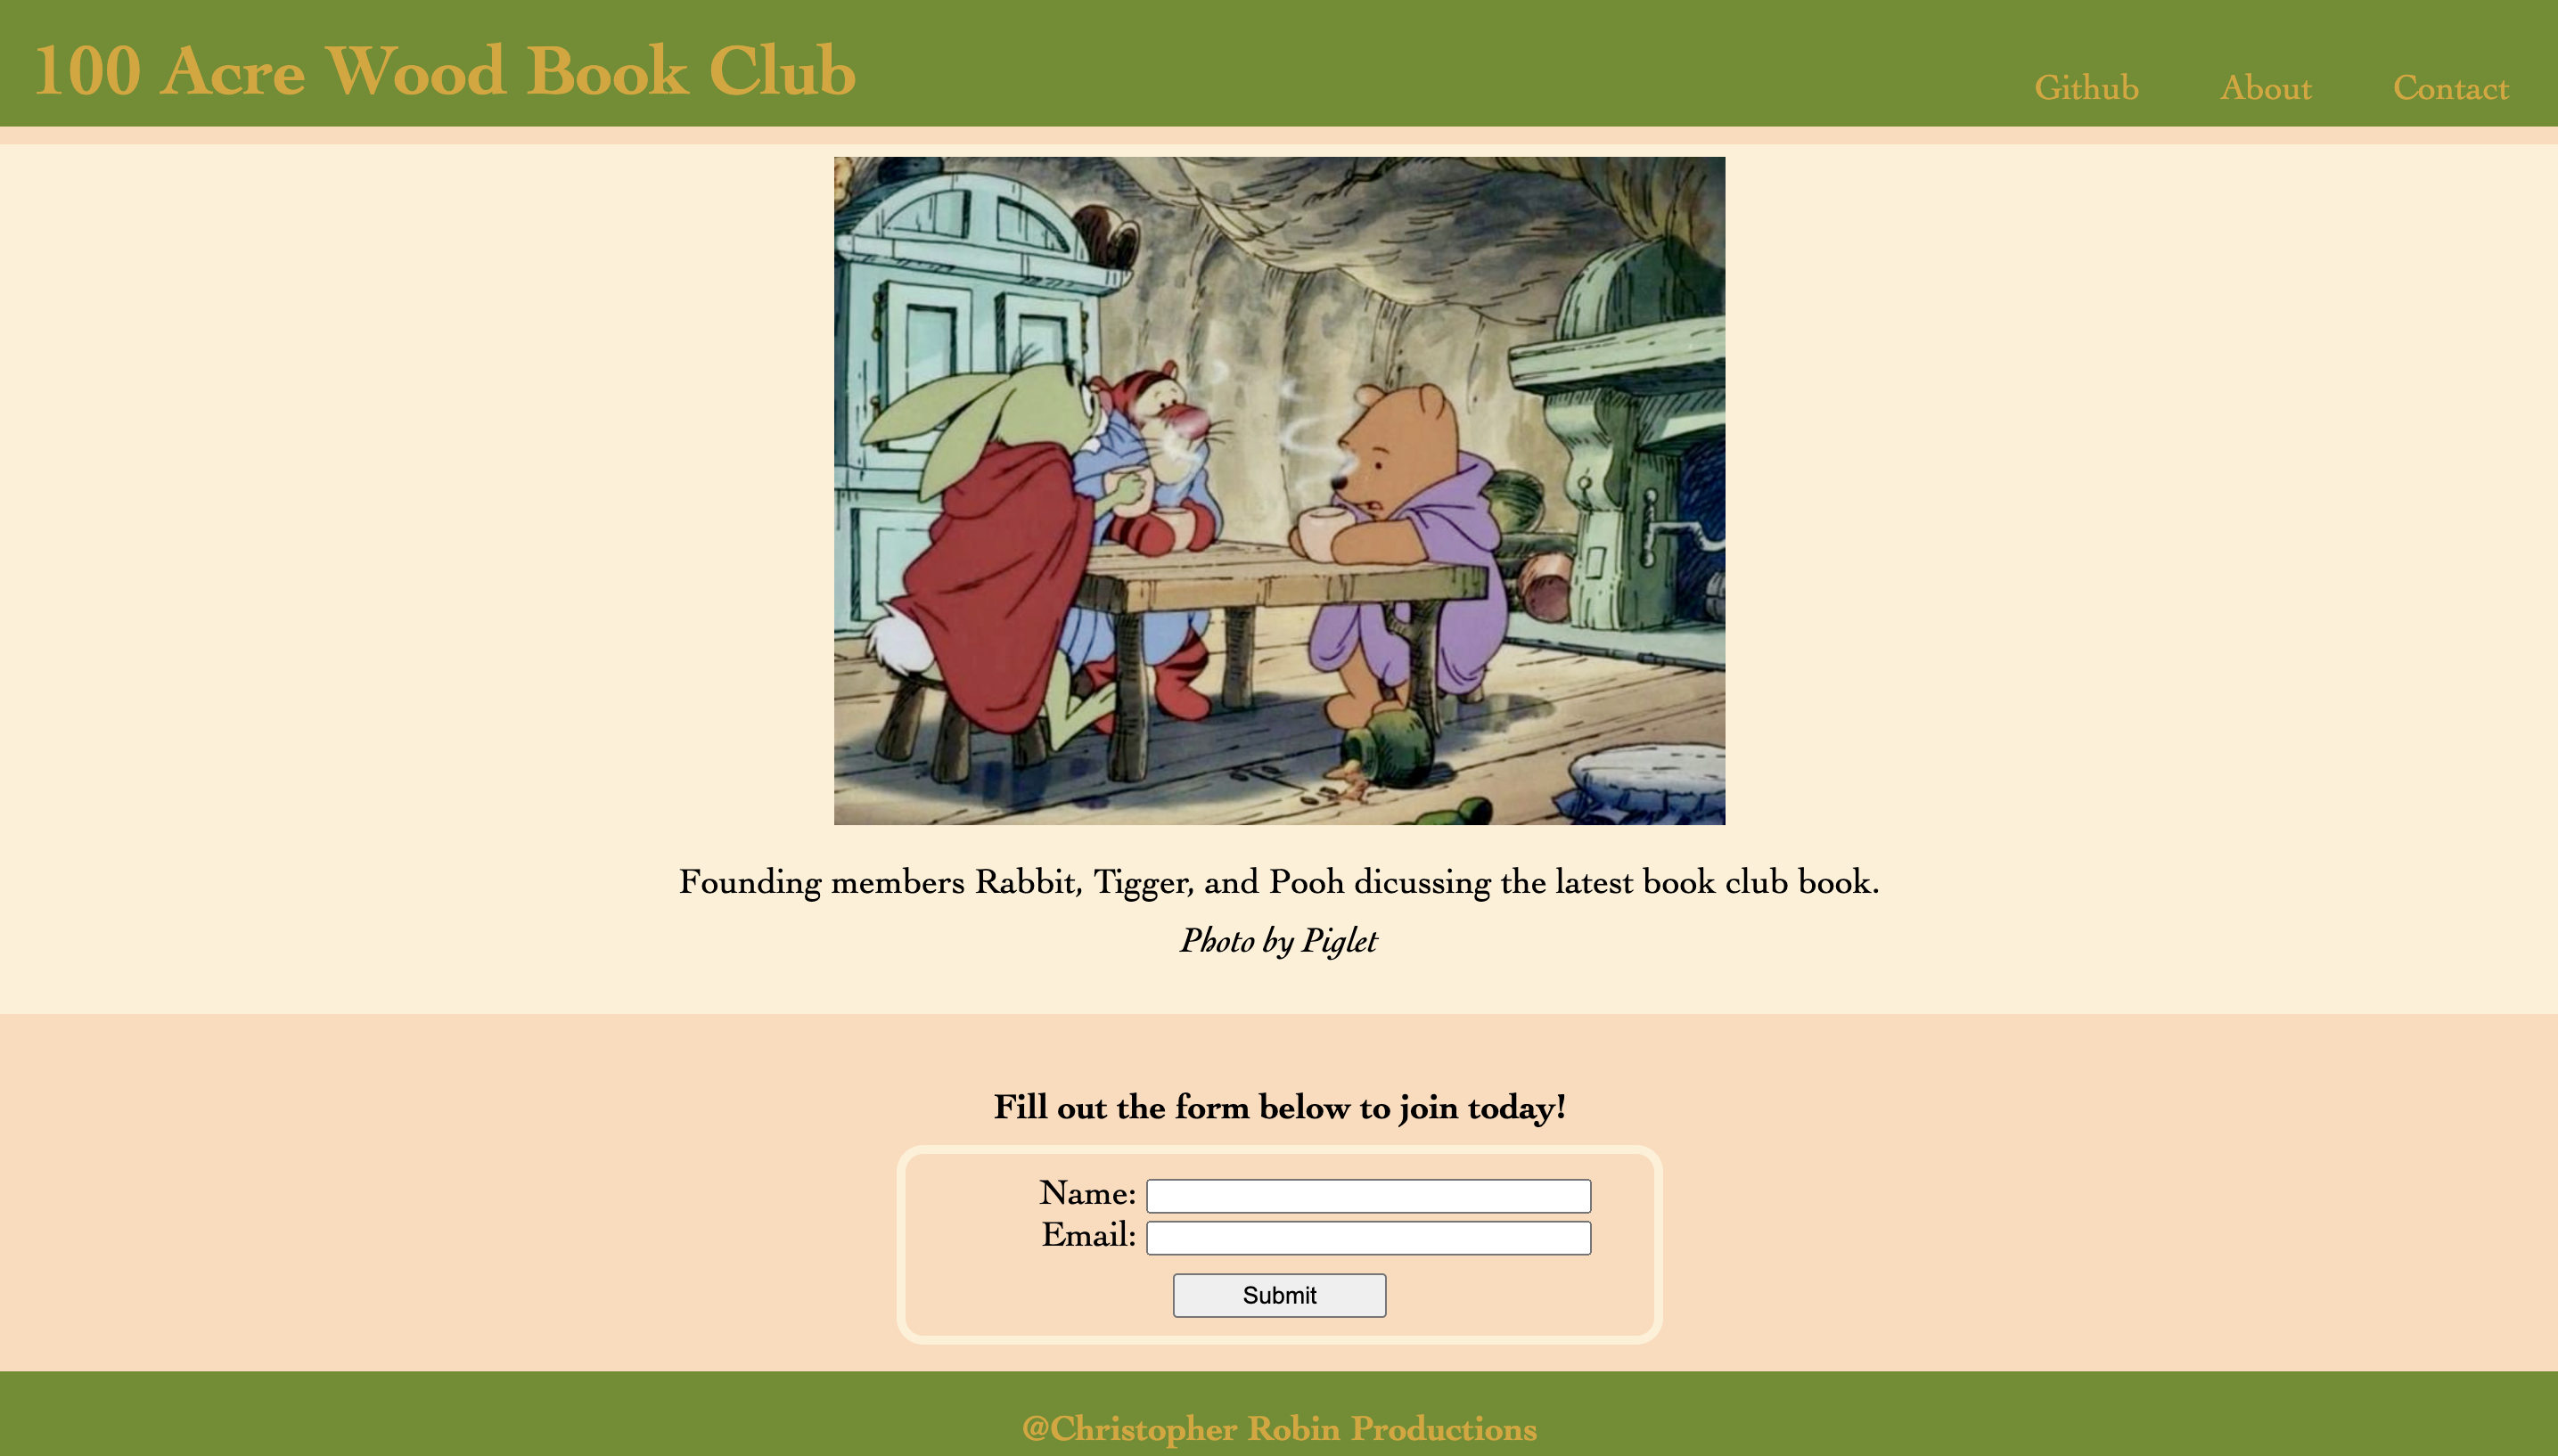 100 Acre Wood Book Club
Github About Contact
Founding members Rabbit, Tigger, and Pooh dicussing the latest book club book.
Photo by Piglet
Fill out the form below to join today!
Name:
Email:
Submit
@Christopher Robin Productions